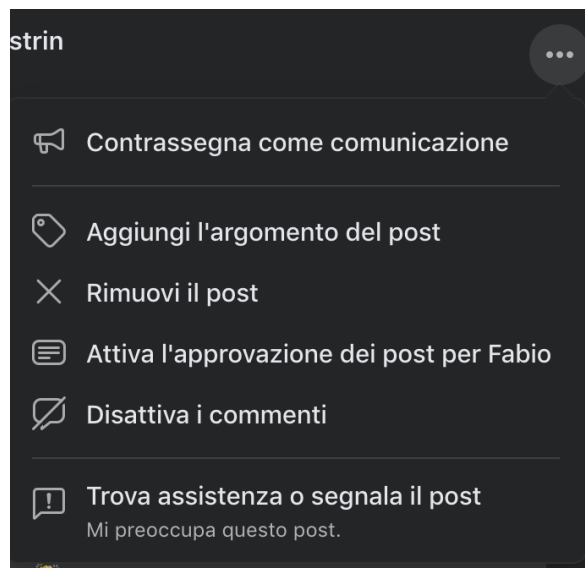 strin
Contrassegna come comunicazione
Aggiungi l'argomento del post
Rimuovi il post
Attiva l'approvazione dei post per Fabio
Disattiva i commenti
Trova assistenza o segnala il post
Mi preoccupa questo post.